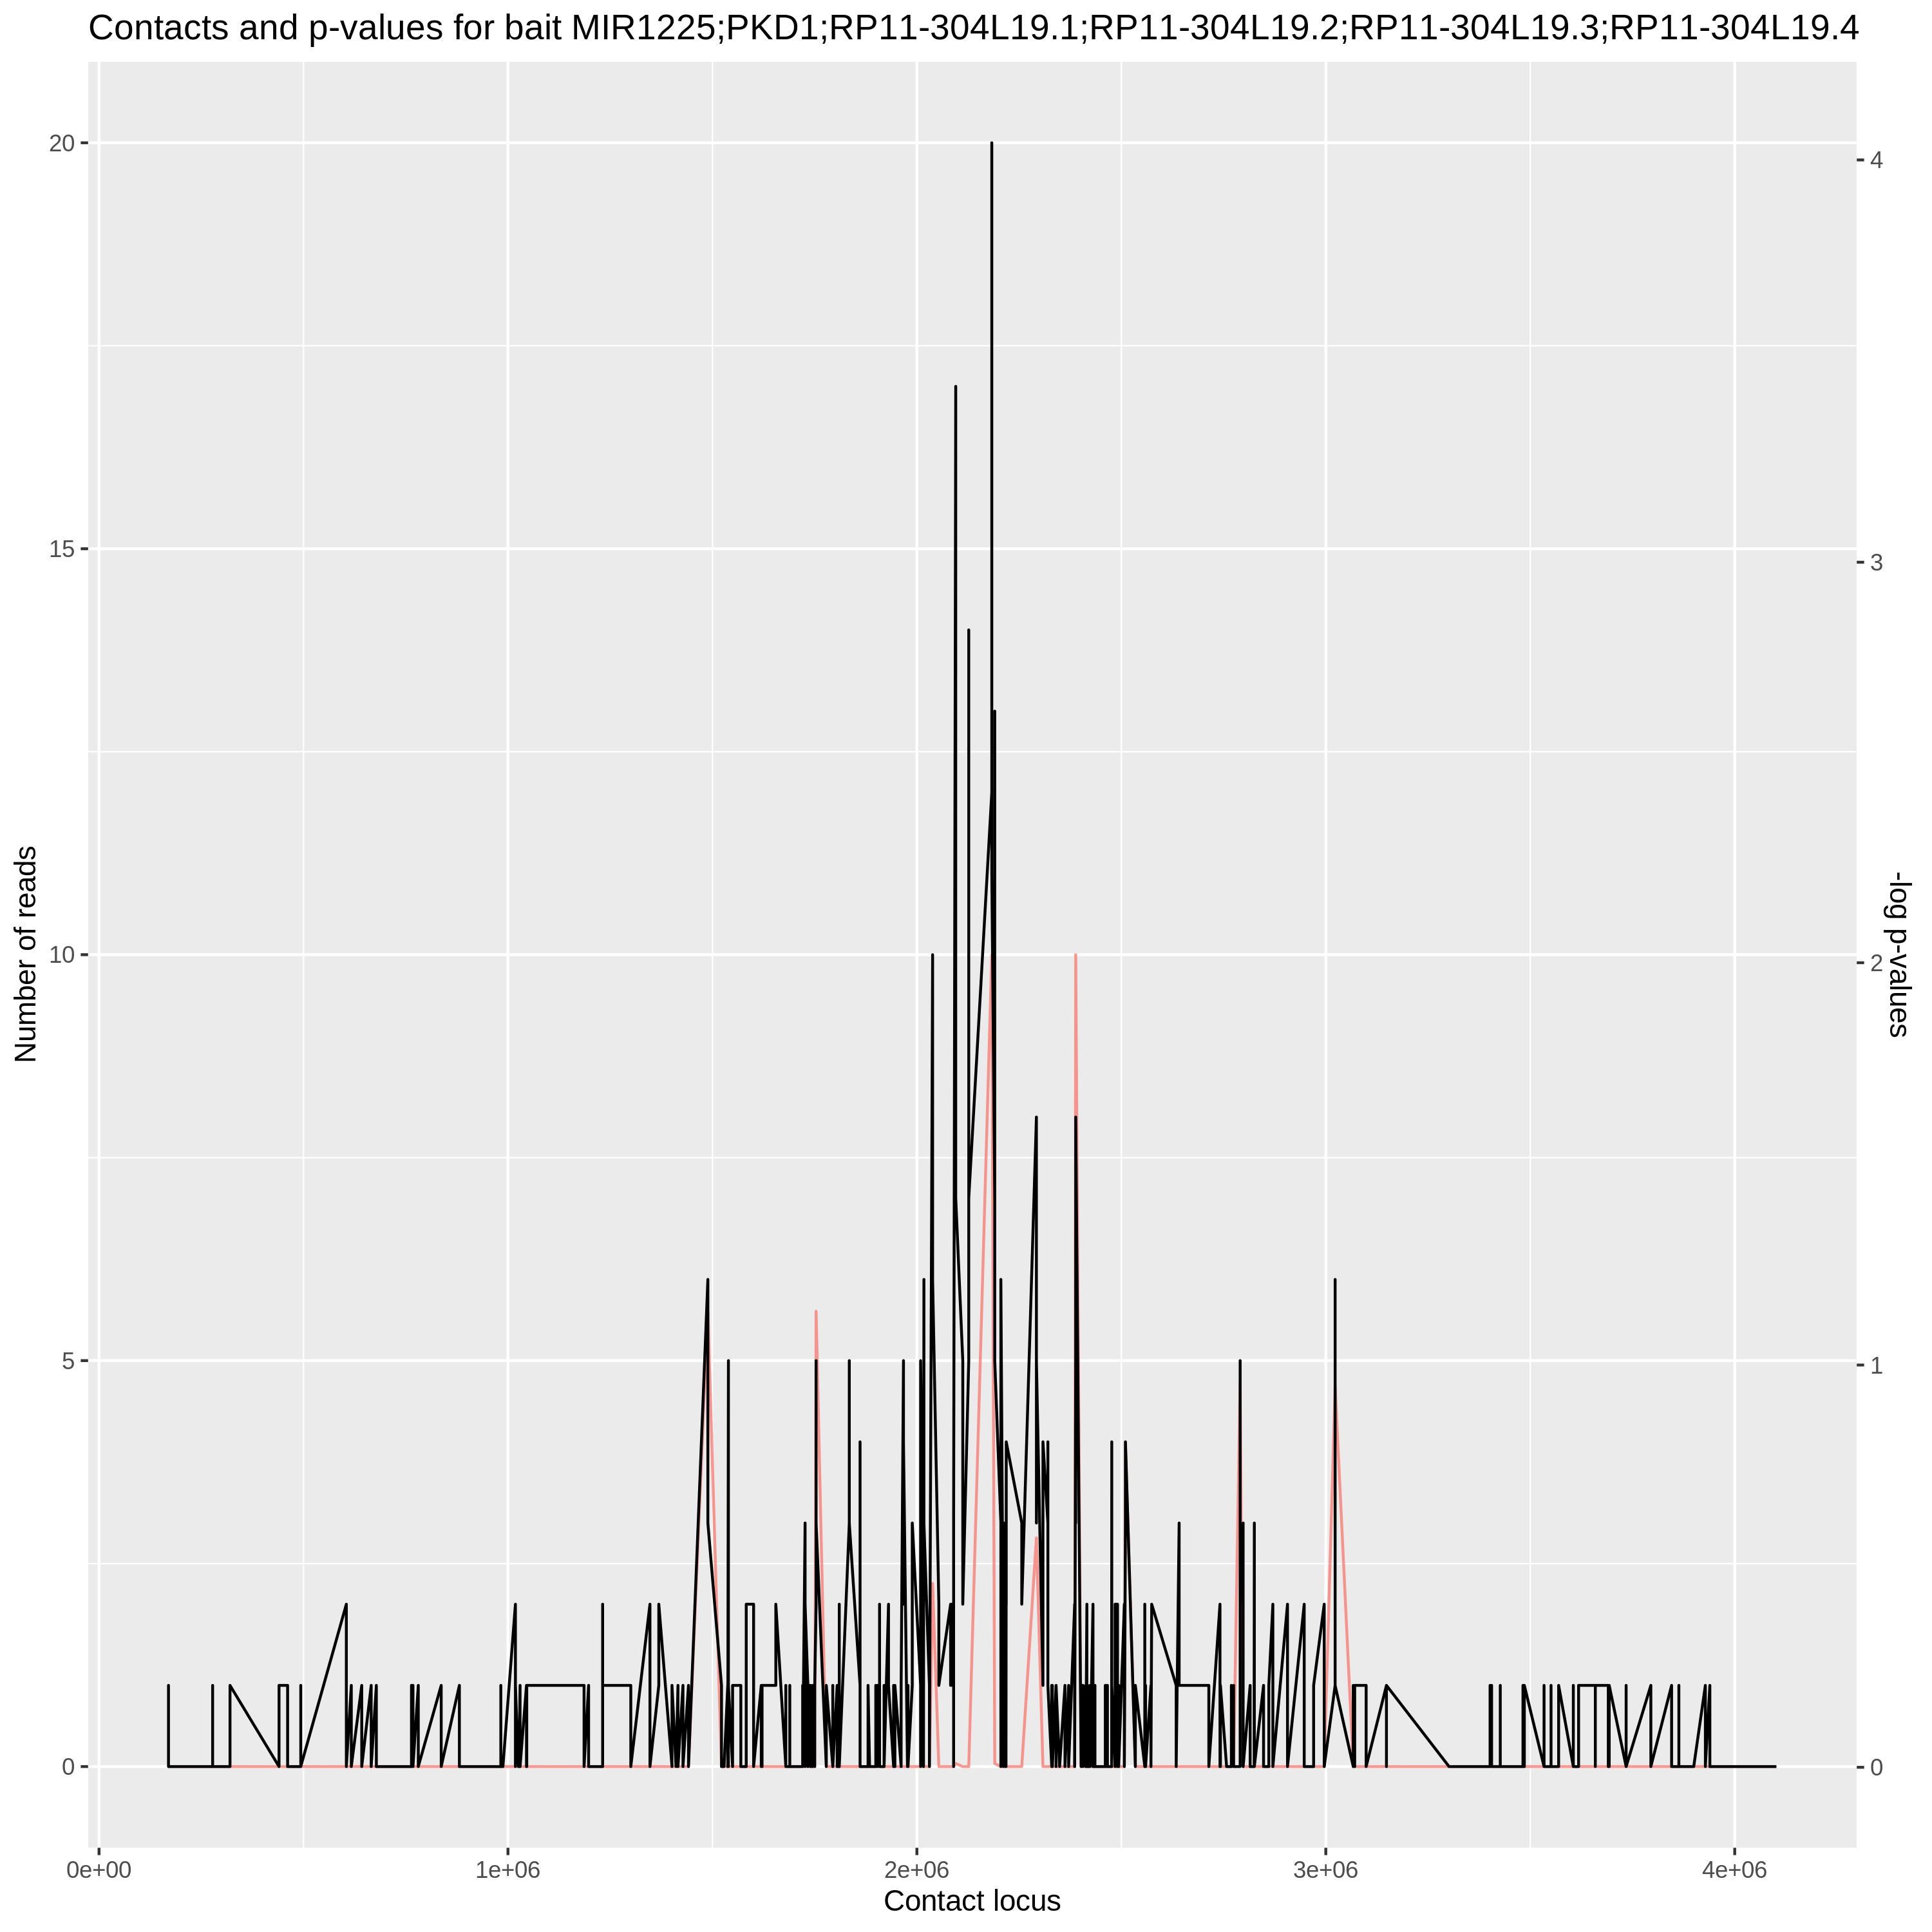 Contacts and p-values for bait MIR1225;PKD1;RP11-304L19.1;RP11-304L19.2;RP11-304L19.3;RP11-304L19.4
20
15
10
5
0
Number of reads
4
3
2
1
0
-log p-values
0e+00
1e+06
2e+06
3e+06
4e+06
Contact locus